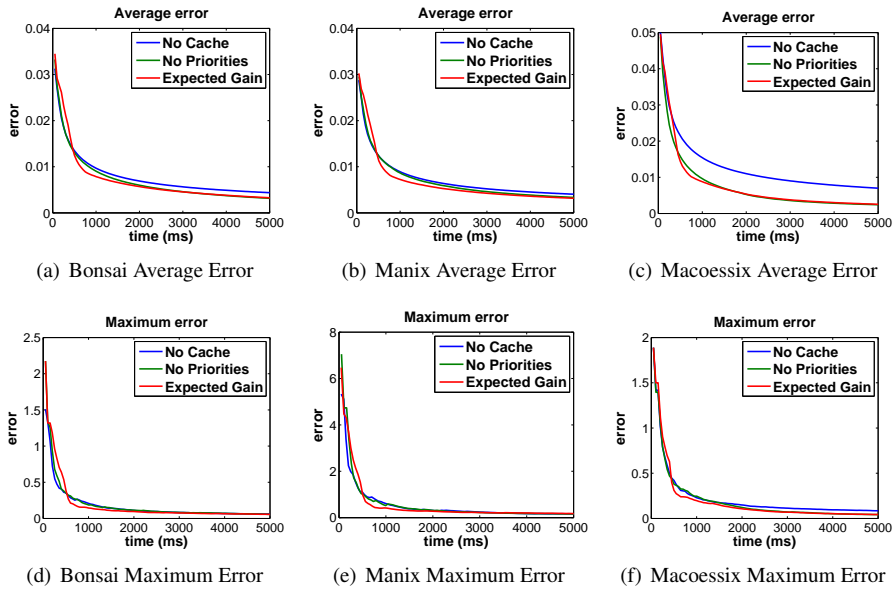 Average error
0.04
0.03
0.02
0.01
0
error
No Cache
No Priorities
Expected Gain
0 1000 2000 3000 4000 5000
time (ms)
(a) Bonsai Average Error
Average error
0.04
0.03
0.02
0.01
0
error
No Cache
No Priorities
Expected Gain
0 1000 2000 3000 4000 5000
time (ms)
(b) Manix Average Error
Average error
0.05
0.04
0.03
0.02
0.01
0
error
No Cache
No Priorities
Expected Gain
0 1000 2000 3000 4000 5000
time (ms)
(c) Macoessix Average Error
Maximum error
2.5
2
1.5
1
0.5
0
error
No Cache
No Priorities
Expected Gain
0 1000 2000 3000 4000 5000
time (ms)
(d) Bonsai Maximum Error
Maximum error
8
6
4
2
0
error
No Cache
No Priorities
Expected Gain
0 1000 2000 3000 4000 5000
time (ms)
(e) Manix Maximum Error
Maximum error
2
1.5
1
0.5
0
error
No Cache
No Priorities
Expected Gain
0 1000 2000 3000 4000 5000
time (ms)
(f) Macoessix Maximum Error